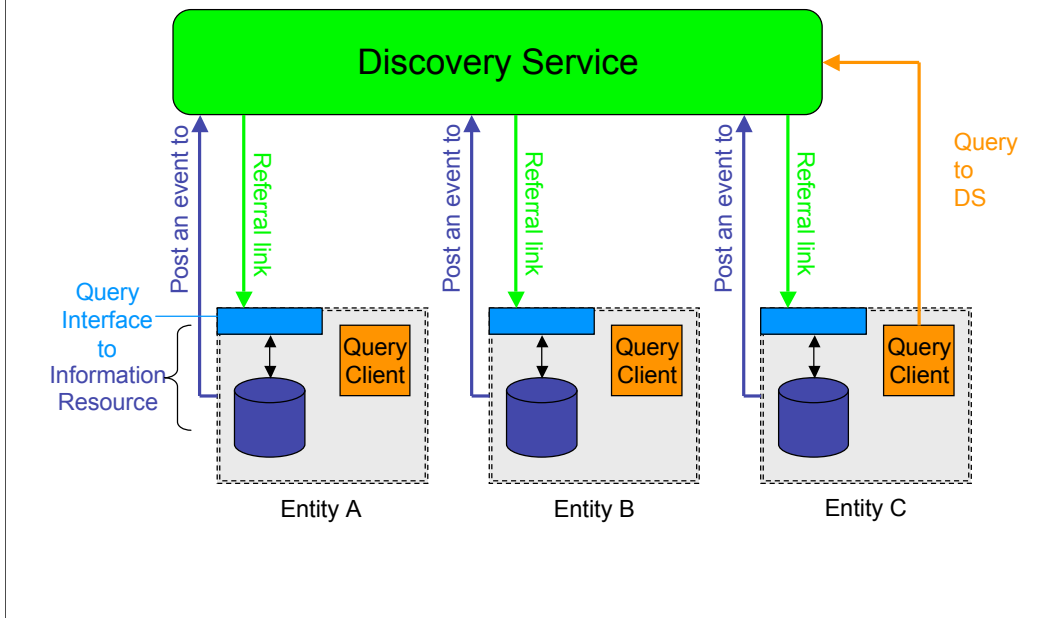 Discovery Service
Post an event to
Referral link
Post an event to
Referral link
Post an event to
Referral link
Query
to
DS
Query
Interface
to
Information
Resource
Query
Client
Query
Client
Query
Client
Entity A
Entity B
Entity C